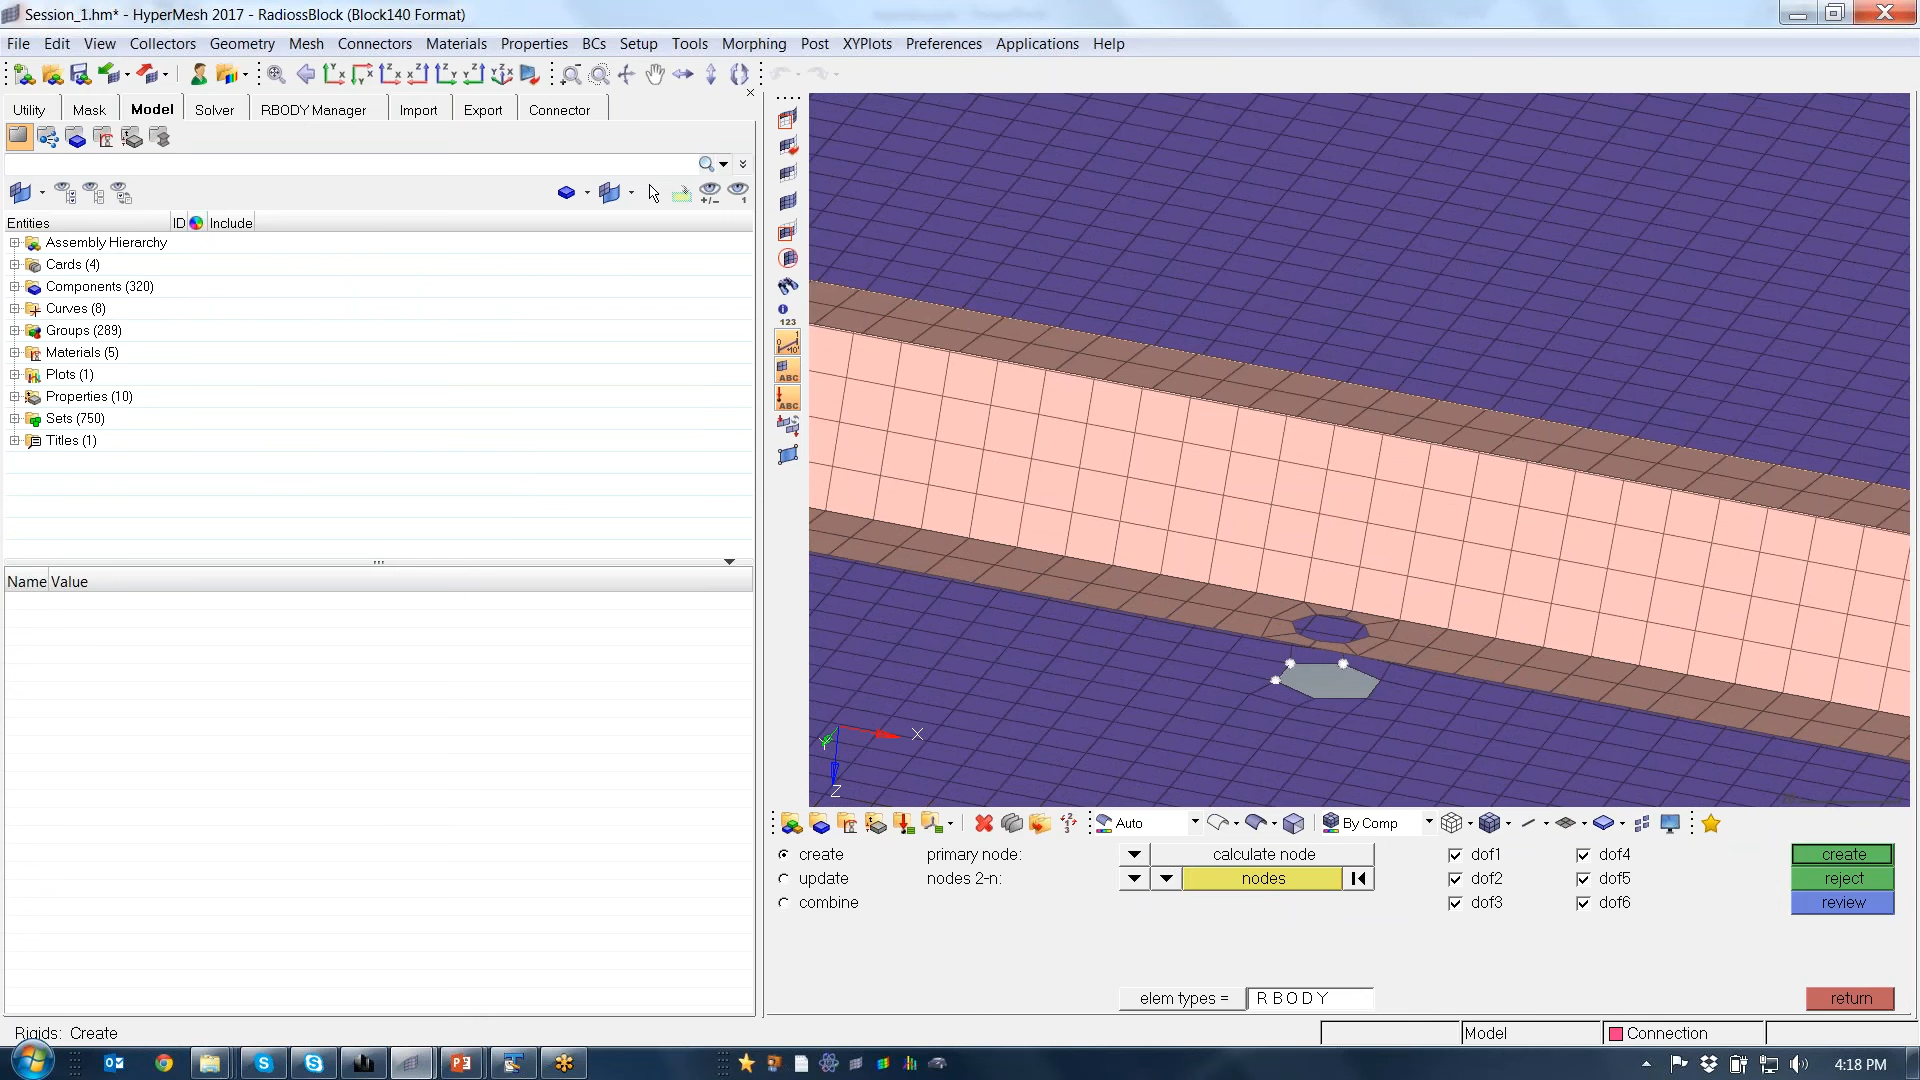 Session_1.hm* - HyperMesh 2017 - RadiossBlock (Block140 Format)
File Edit View Collectors Geometry Mesh Connectors Materials Properties BCs Setup Tools Morphing Post XYPlots Preferences Applications Help
Utility Mask Model Solver RBODY Manager Import Export Connector
Entities ID Include
Assembly Hierarchy
Cards (4)
Components (320)
Curves (8)
Groups (289)
Materials (5)
Plots (1)
Properties (10)
Sets (750)
Titles (1)
Name Value
123
ABC
ABC
X
Y
Z
Auto By Comp
create primary node: calculate node dof1 dof4 create
update nodes 2-n: nodes dof2 dof5 reject
combine dof3 dof6 review
elem types = RBODY return
Rigids: Create Model Connection
4:18 PM